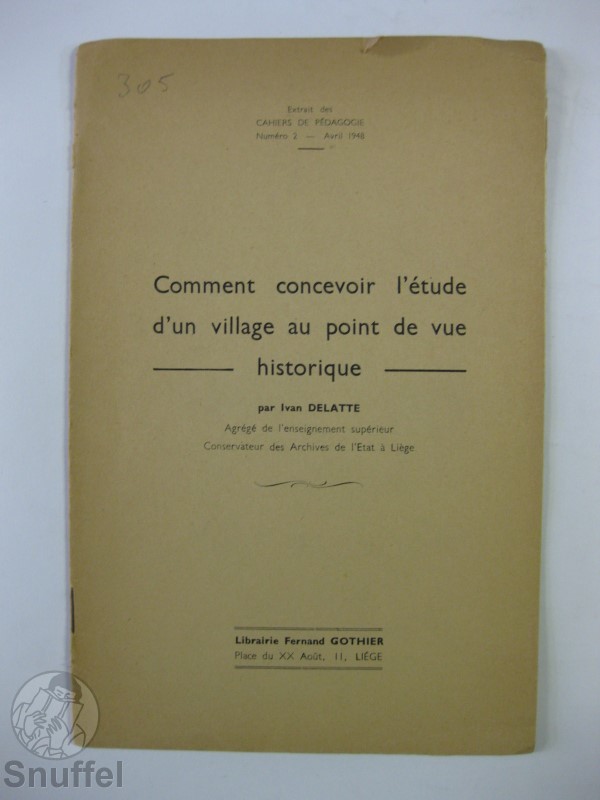 305
Extrait des
CAHIERS DE PÉDAGOGIE
Numéro 2 — Avril 1948
Comment concevoir l'étude
d'un village au point de vue
historique
par Ivan DELATTE
Agrégé de l'enseignement supérieur
Conservateur des Archives de l'Etat à Liège
Librairie Fernand GOTHIER
Place du XX Août, 11, LIÉGE
Snuffel